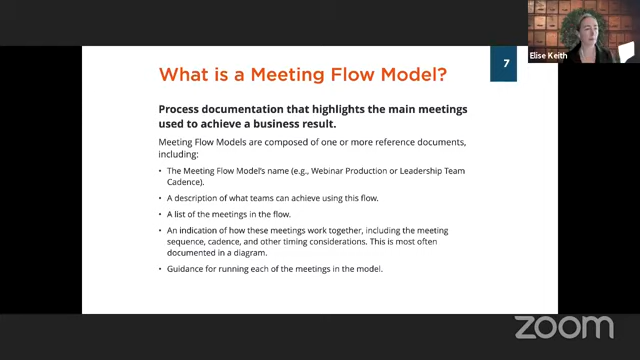 What is a Meeting Flow Model?
7
Elise Keith
Process documentation that highlights the main meetings
used to achieve a business result.
Meeting Flow Models are composed of one or more reference documents,
including:
• The Meeting Flow Model's name (e.g., Webinar Production or Leadership Team
Cadence).
• A description of what teams can achieve using this flow.
• A list of the meetings in the flow.
• An indication of how these meetings work together, including the meeting
sequence, cadence, and other timing considerations. This is most often
documented in a diagram.
• Guidance for running each of the meetings in the model.
zoom